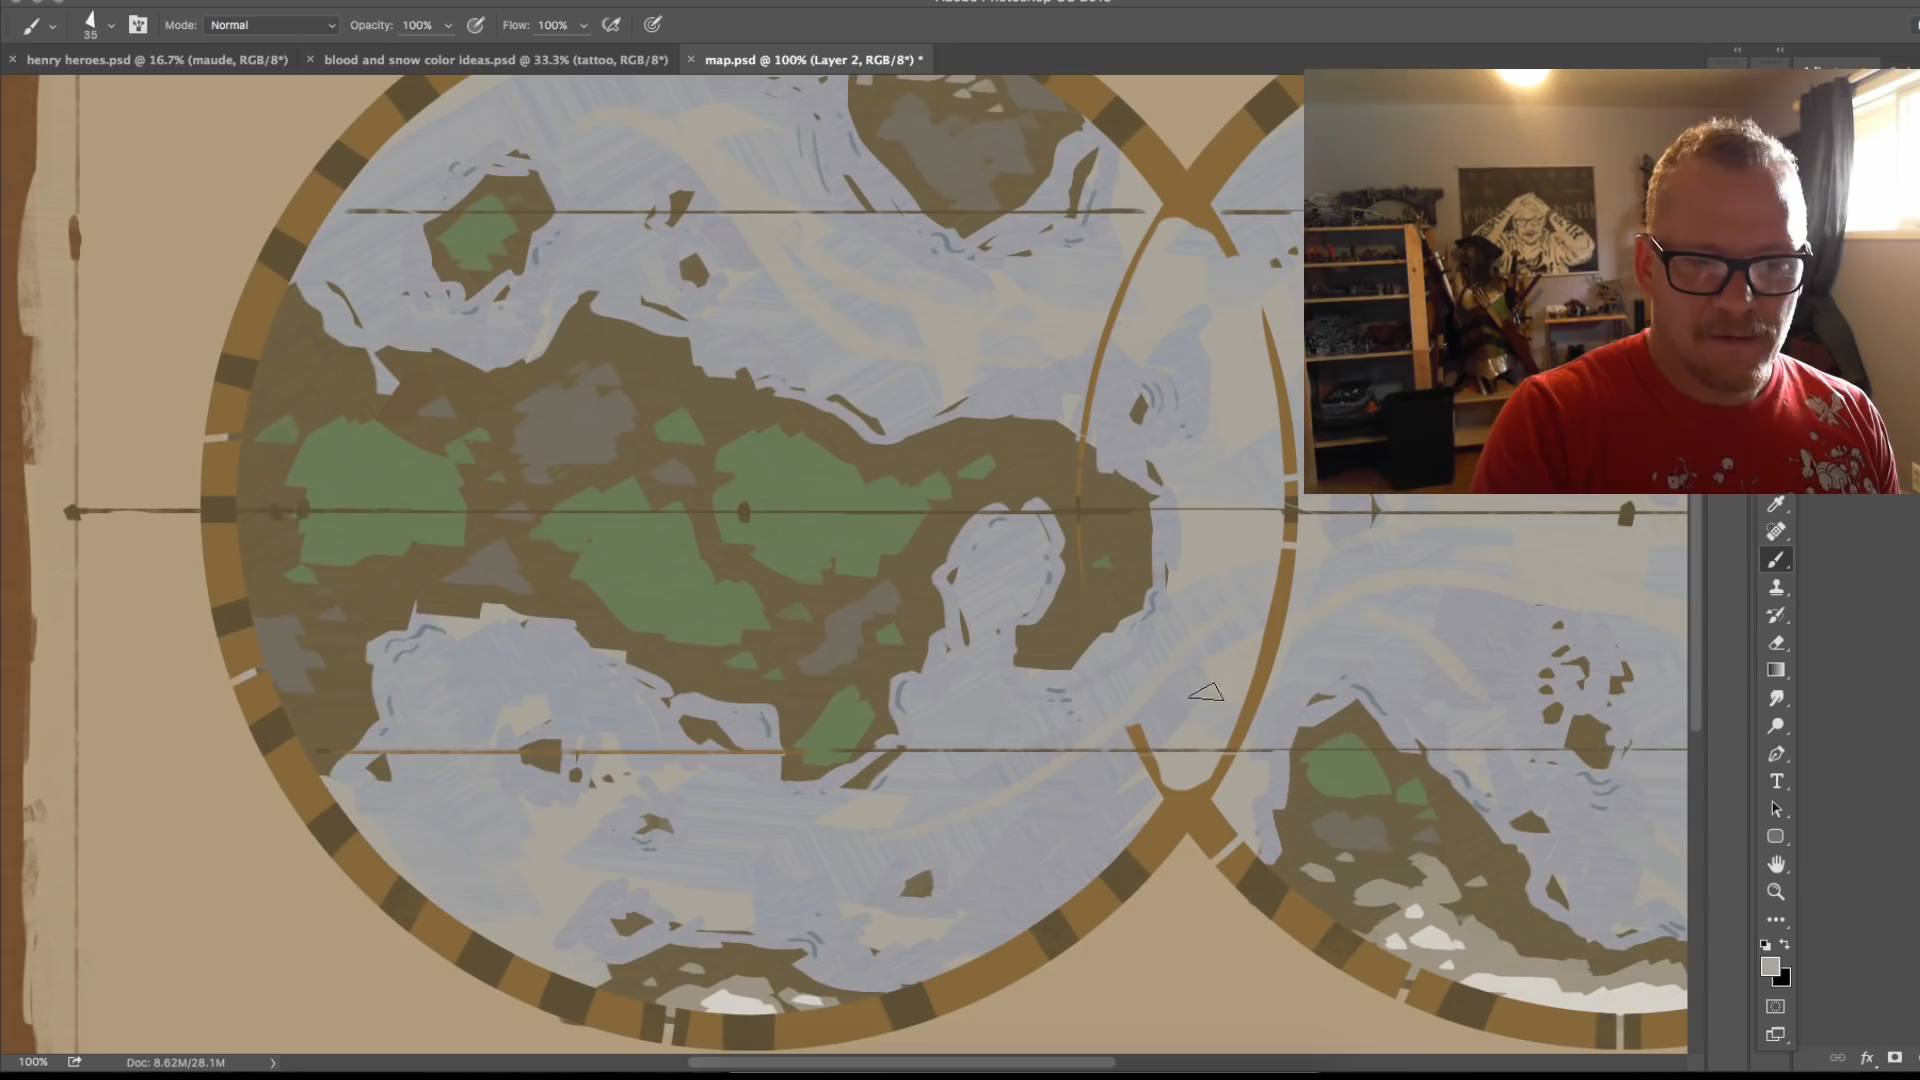 35
Mode: Normal Opacity: 100% Flow: 100%
henry heroes.psd @ 16.7% (maude, RGB/8*)
blood and snow color ideas.psd @ 33.3% (tattoo, RGB/8*)
map.psd @ 100% (Layer 2, RGB/8*) *
T
100% Doc: 8.62M/28.1M
fx